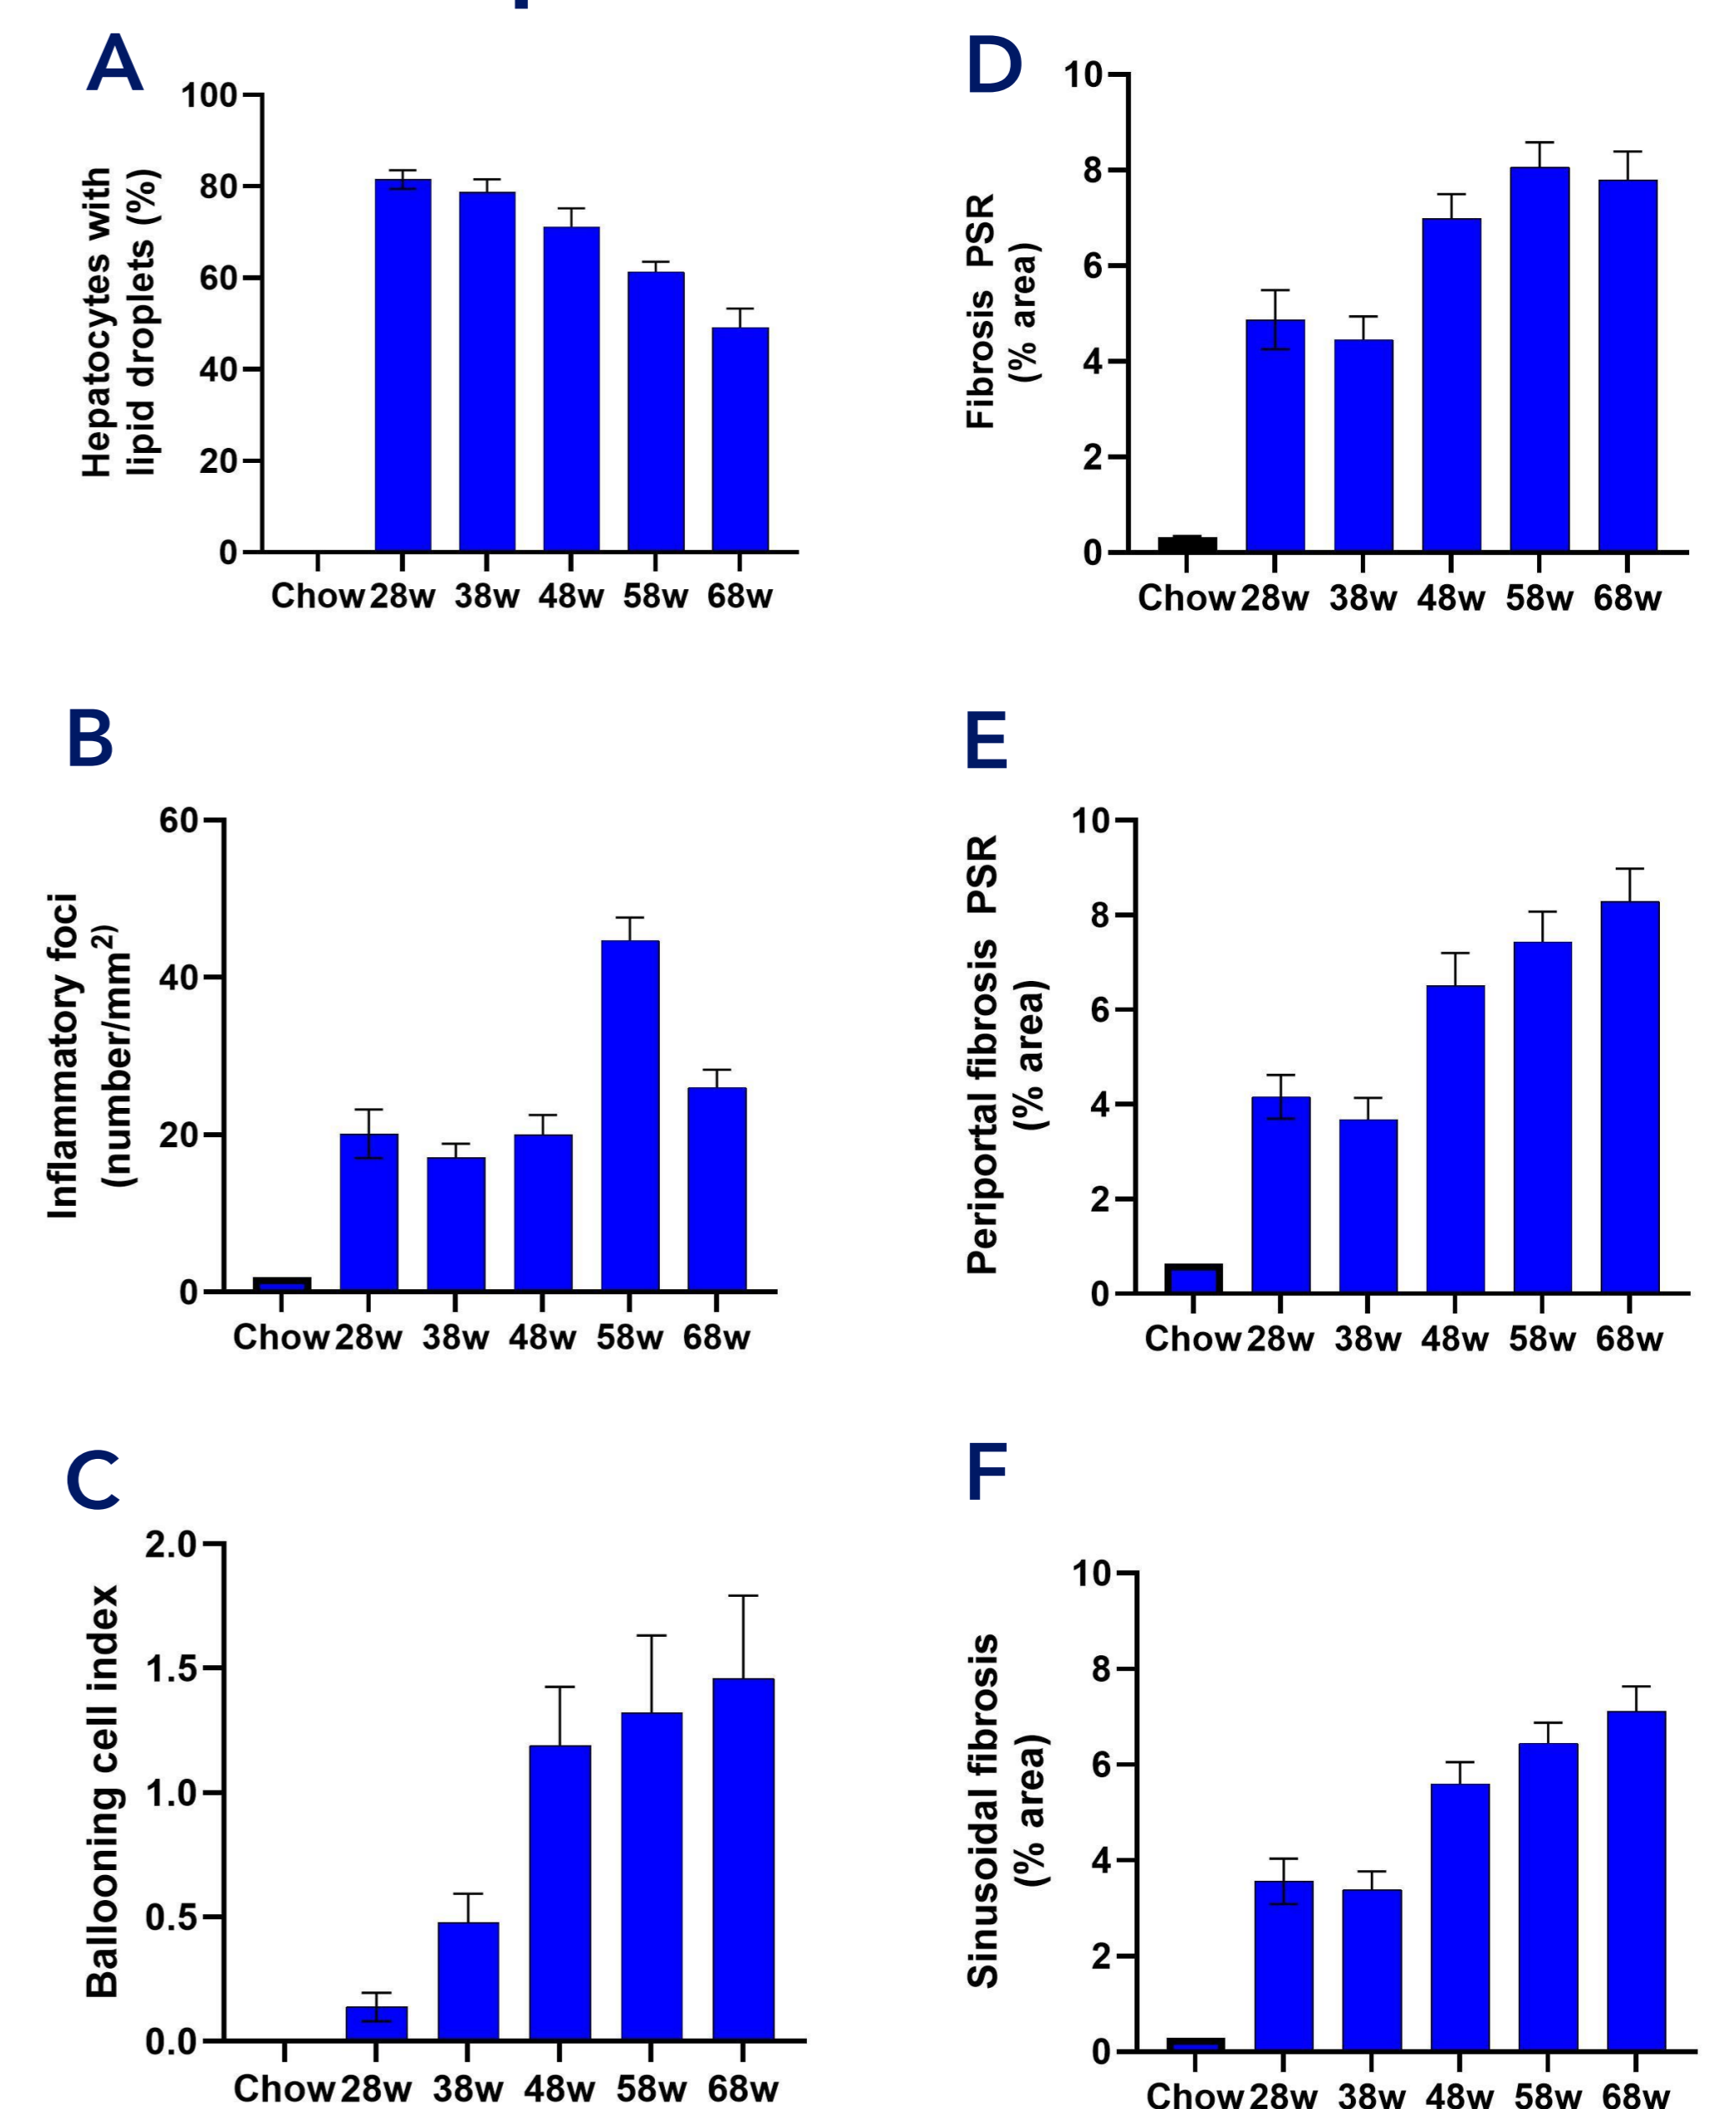 A
Hepatocytes with
lipid droplets (%)
100
80
60
40
20
0
Chow 28w 38w 48w 58w 68w
D
Fibrosis PSR
(% area)
10
8
6
4
2
0
Chow 28w 38w 48w 58w 68w
B
Inflammatory foci
(number/mm²)
60
40
20
0
Chow 28w 38w 48w 58w 68w
E
Periportal fibrosis PSR
(% area)
10
8
6
4
2
0
Chow 28w 38w 48w 58w 68w
C
Ballooning cell index
2.0
1.5
1.0
0.5
0.0
Chow 28w 38w 48w 58w 68w
F
Sinusoidal fibrosis
(% area)
10
8
6
4
2
0
Chow 28w 38w 48w 58w 68w